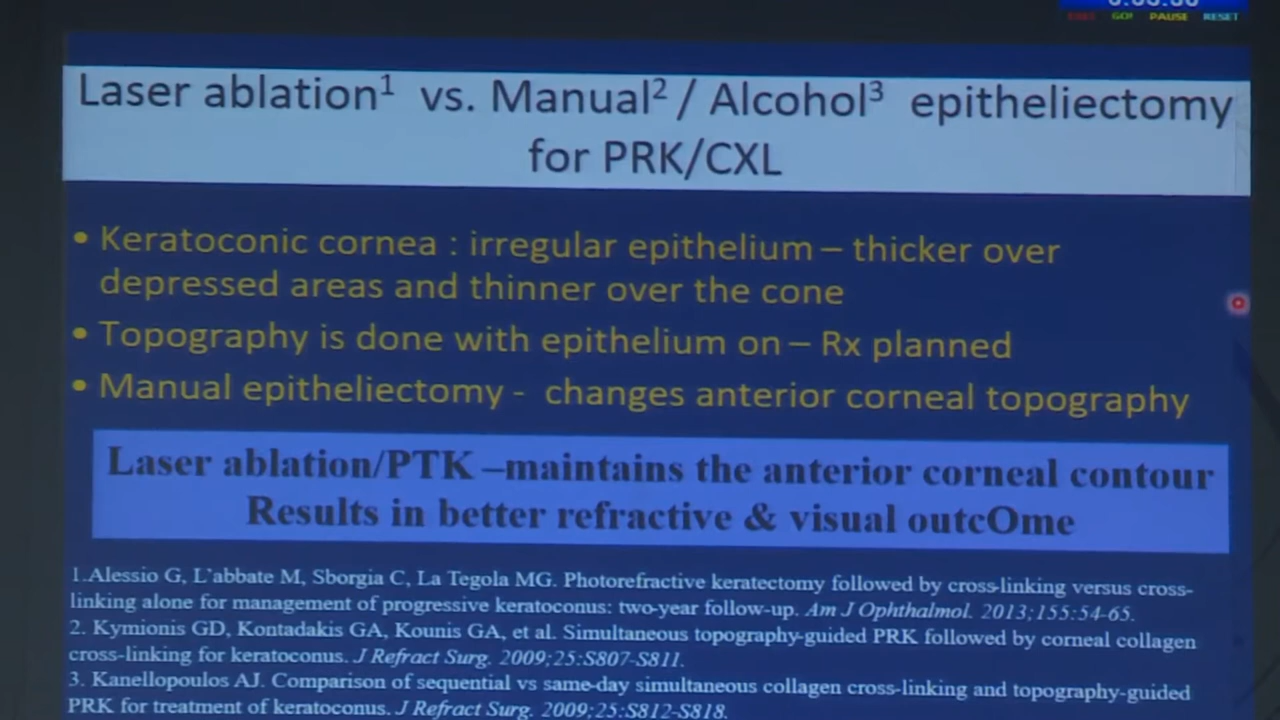 GO! PAUSE RESET
Laser ablation¹ vs. Manual² / Alcohol³ epitheliectomy
for PRK/CXL
• Keratoconic cornea : irregular epithelium – thicker over
depressed areas and thinner over the cone
• Topography is done with epithelium on – Rx planned
• Manual epitheliectomy - changes anterior corneal topography
Laser ablation/PTK –maintains the anterior corneal contour
Results in better refractive & visual outcOme
1.Alessio G, L'abbate M, Sborgia C, La Tegola MG. Photorefractive keratectomy followed by cross-linking versus cross-
linking alone for management of progressive keratoconus: two-year follow-up. Am J Ophthalmol. 2013;155:54-65.
2. Kymionis GD, Kontadakis GA, Kounis GA, et al. Simultaneous topography-guided PRK followed by corneal collagen
cross-linking for keratoconus. J Refract Surg. 2009;25:S807-S811.
3. Kanellopoulos AJ. Comparison of sequential vs same-day simultaneous collagen cross-linking and topography-guided
PRK for treatment of keratoconus. J Refract Surg. 2009;25:S812-S818.